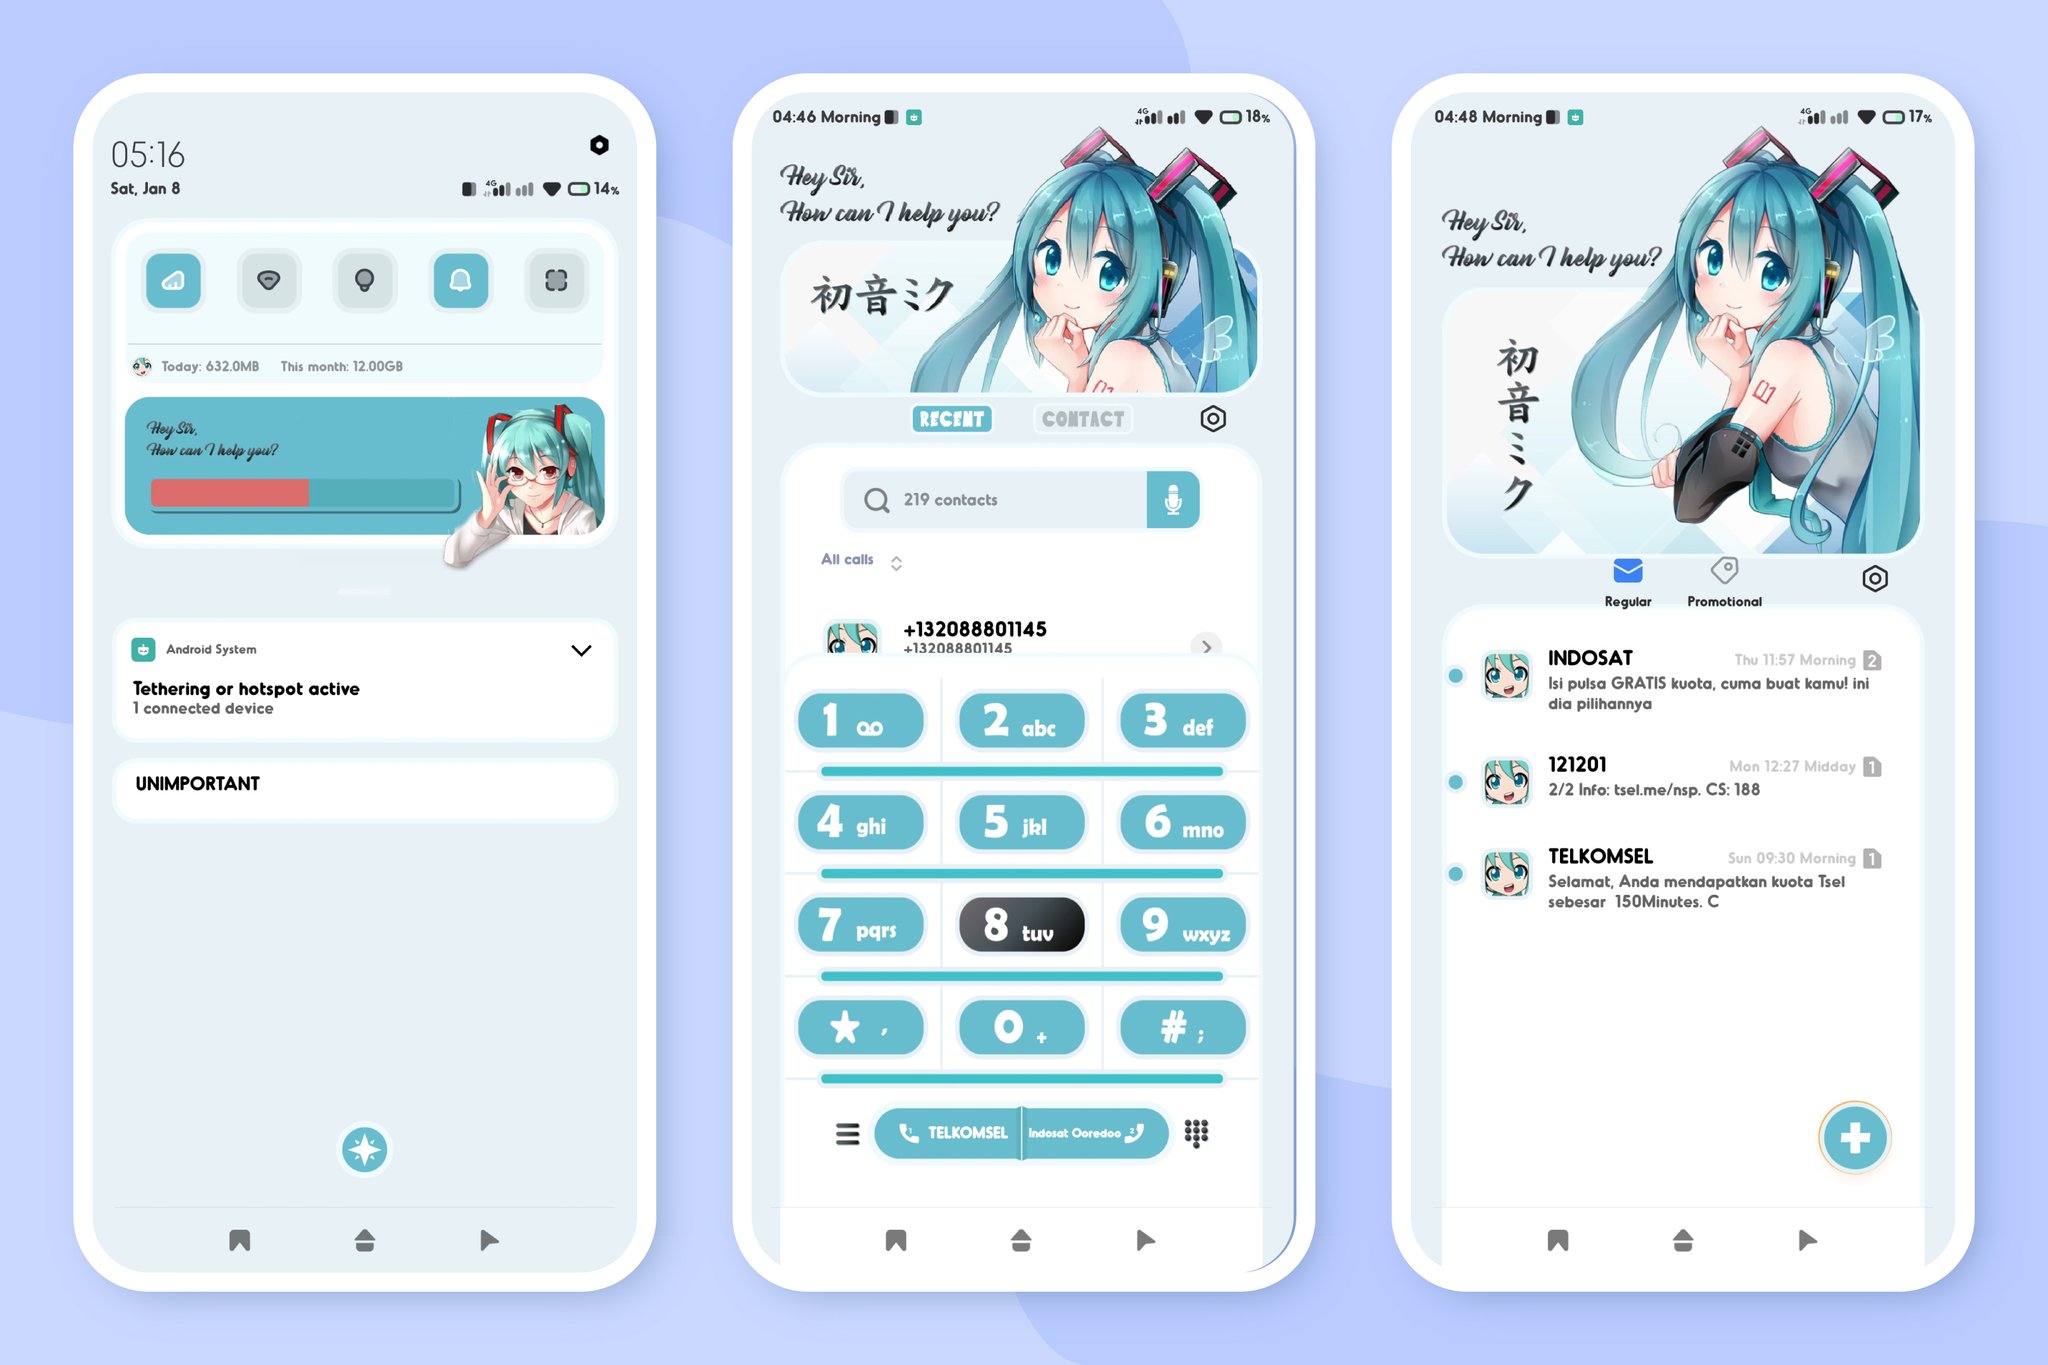 05:16
Sat, Jan 8
4G
14%
Today: 632.0MB This month: 12.00GB
Hey Sir,
How can I help you?
Android System
Tethering or hotspot active
1 connected device
UNIMPORTANT
04:46 Morning
4G
18%
Hey Sir,
How can I help you?
初音ミク
RECENT
CONTACT
219 contacts
All calls
+132088801145
+132088801145
1
2 abc
3 def
4 ghi
5 jkl
6 mno
7 pqrs
8 tuv
9 wxyz
★ ,
0 +
# ;
1 TELKOMSEL
Indosat Ooredoo 2
04:48 Morning
4G
17%
Hey Sir,
How can I help you?
初音ミク
01
Regular
Promotional
INDOSAT
Thu 11:57 Morning 2
Isi pulsa GRATIS kuota, cuma buat kamu! ini
dia pilihannya
121201
Mon 12:27 Midday 1
2/2 Info: tsel.me/nsp. CS: 188
TELKOMSEL
Sun 09:30 Morning 1
Selamat, Anda mendapatkan kuota Tsel
sebesar 150Minutes. C